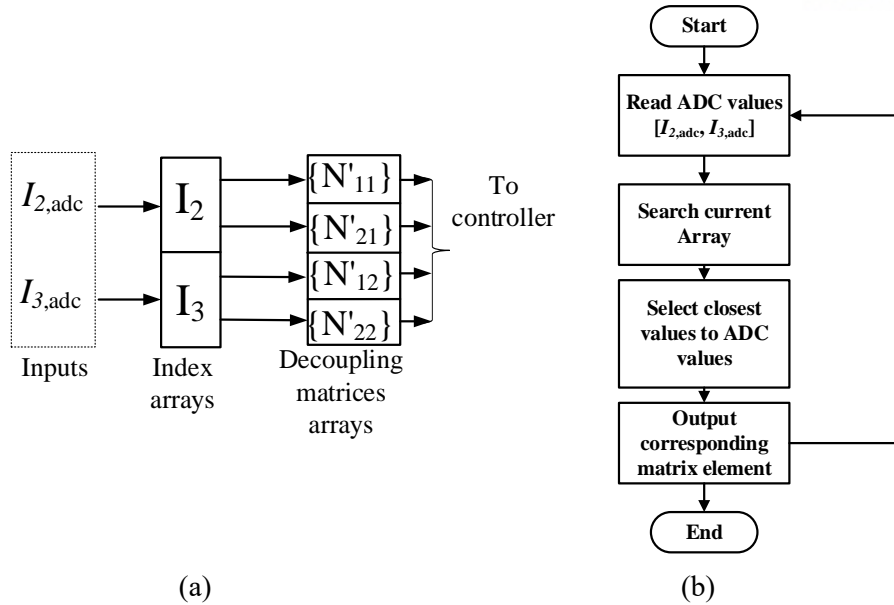 I2,adc
I3,adc
Inputs
I2
I3
Index
arrays
{N'11}
{N'21}
{N'12}
{N'22}
Decoupling
matrices
arrays
To
controller
(a)
Start
Read ADC values
[I2,adc, I3,adc]
Search current
Array
Select closest
values to ADC
values
Output
corresponding
matrix element
End
(b)